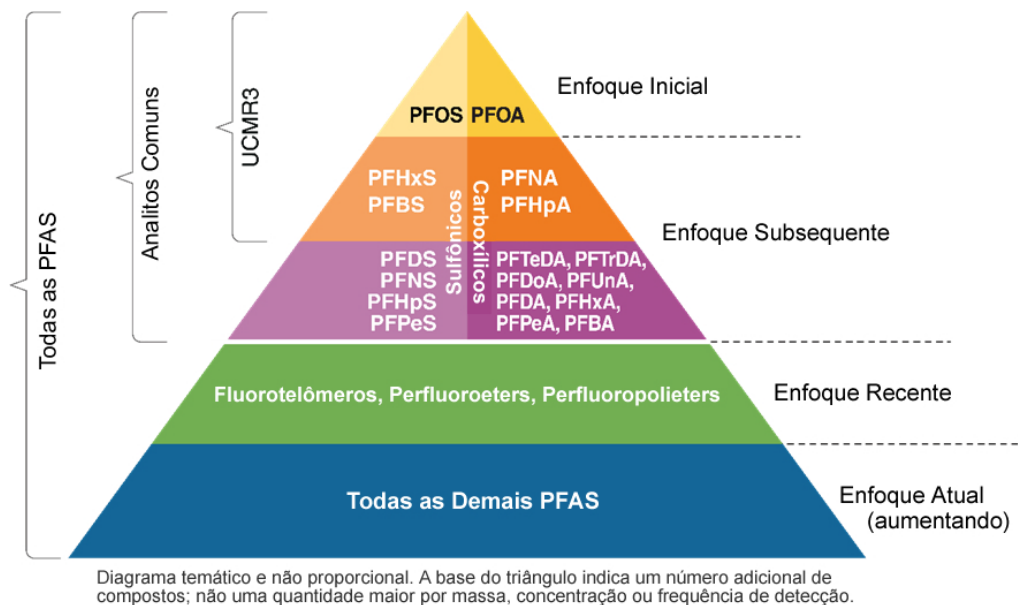 Todas as PFAS
Analitos Comuns
UCMR3
PFOS PFOA
Enfoque Inicial
Sulfônicos
Carboxílicos
PFHxS
PFBS
PFNA
PFHpA
Enfoque Subsequente
PFDS
PFNS
PFHpS
PFPeS
PFTeDA, PFTrDA,
PFDoA, PFUnA,
PFDA, PFHxA,
PFPeA, PFBA
Fluorotelômeros, Perfluoroeters, Perfluoropolieters
Enfoque Recente
Todas as Demais PFAS
Enfoque Atual
(aumentando)
Diagrama temático e não proporcional. A base do triângulo indica um número adicional de
compostos; não uma quantidade maior por massa, concentração ou frequência de detecção.